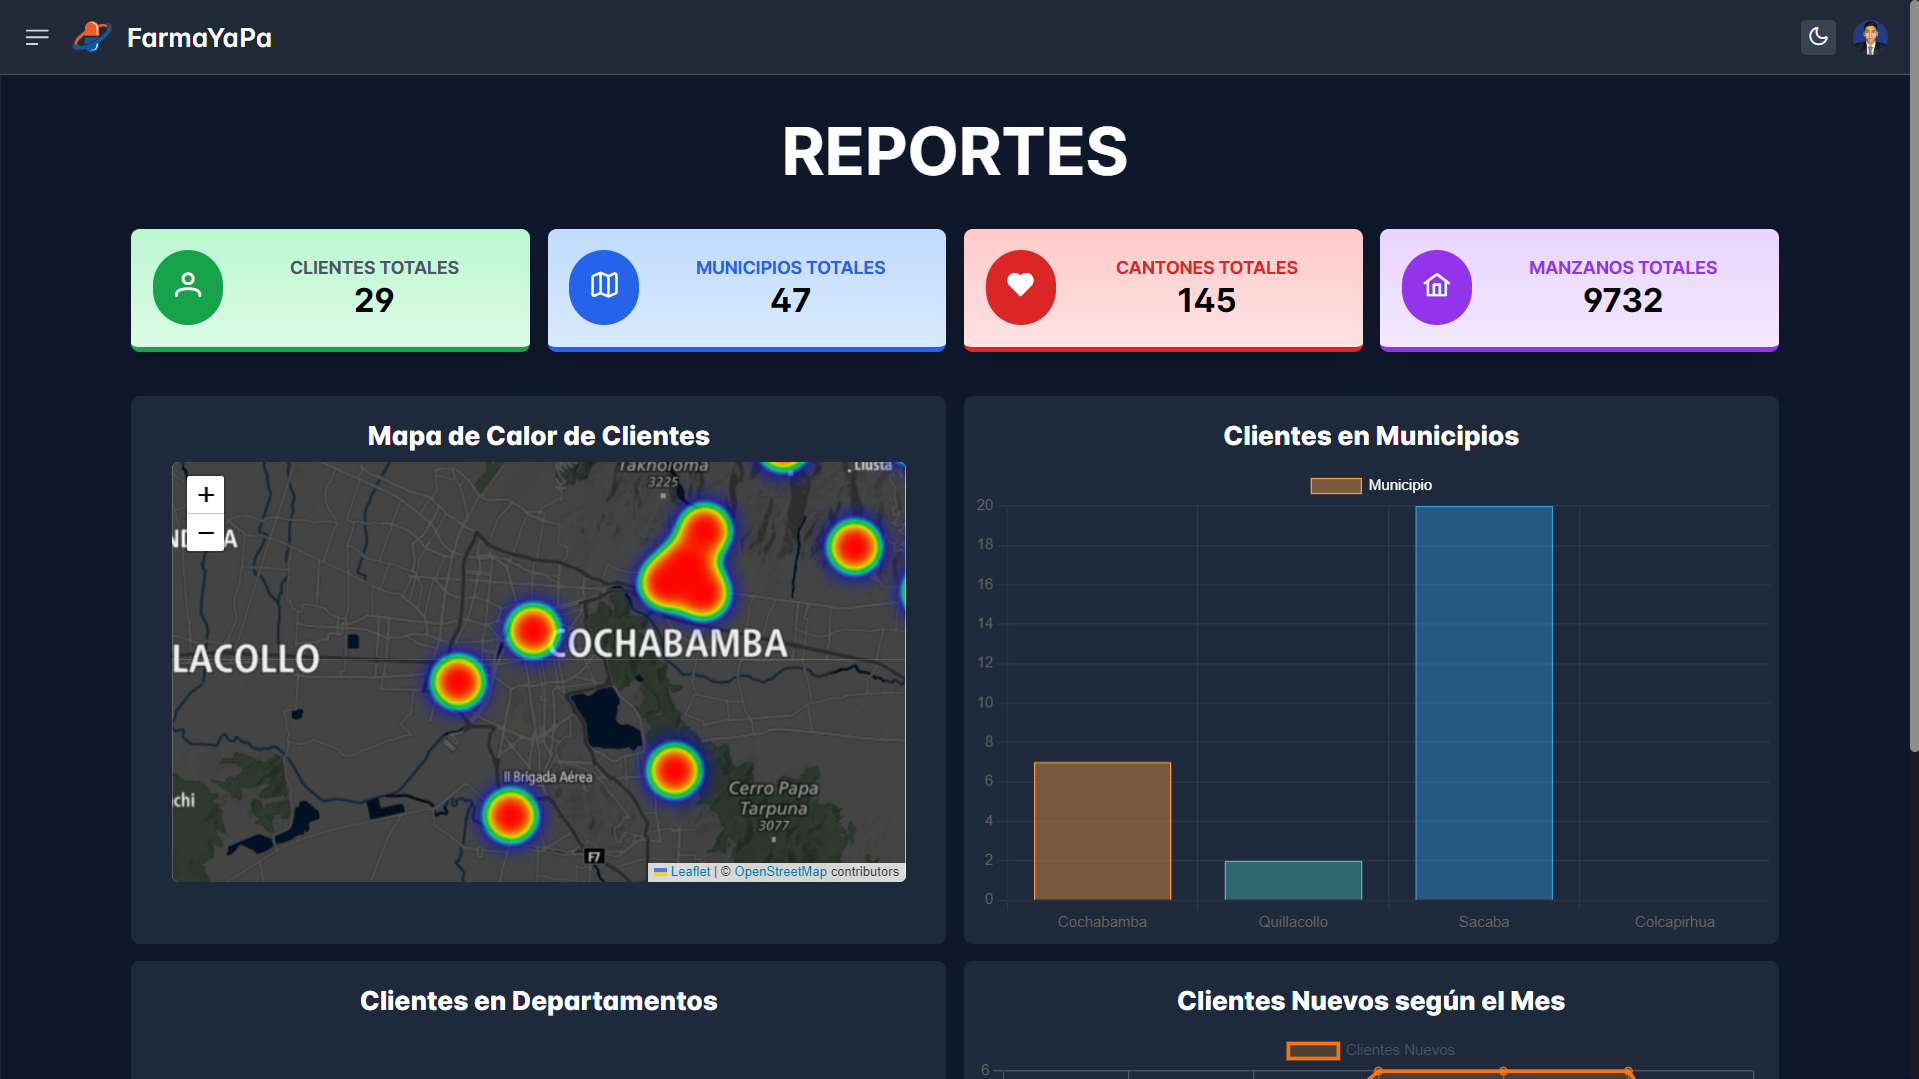 FarmaYaPa
REPORTES
CLIENTES TOTALES
29
MUNICIPIOS TOTALES
47
CANTONES TOTALES
145
MANZANOS TOTALES
9732
Mapa de Calor de Clientes
+
−
Takholoma
3225
Liusta
LACOLLO
COCHABAMBA
II Brigada Aérea
Cerro Papa
Tarpuna
3077
chi
F7
Leaflet | © OpenStreetMap contributors
Clientes en Municipios
Municipio
20
18
16
14
12
10
8
6
4
2
0
Cochabamba
Quillacollo
Sacaba
Colcapirhua
Clientes en Departamentos
Clientes Nuevos según el Mes
Clientes Nuevos
6